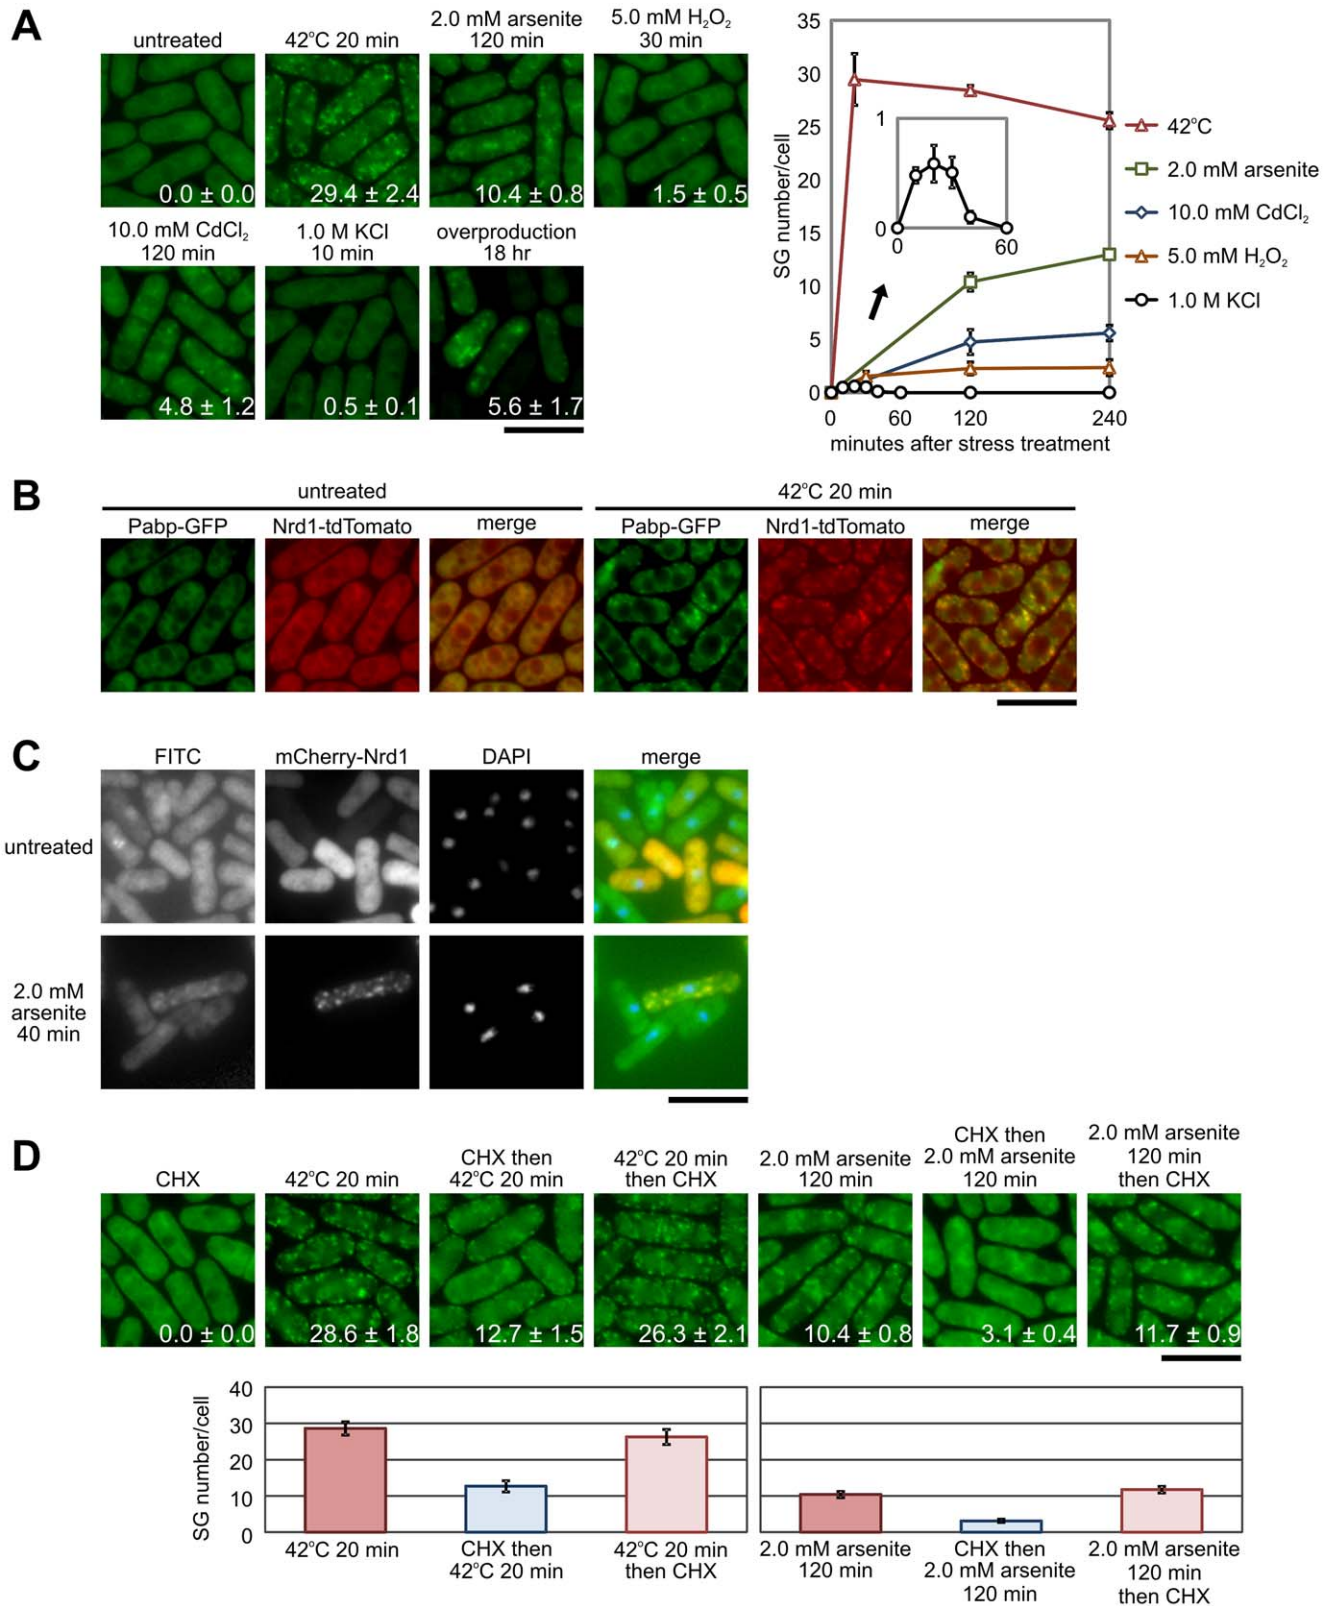 A
untreated
42°C 20 min
2.0 mM arsenite
120 min
5.0 mM H₂O₂
30 min
0.0 ± 0.0
29.4 ± 2.4
10.4 ± 0.8
1.5 ± 0.5
10.0 mM CdCl₂
120 min
1.0 M KCl
10 min
overproduction
18 hr
4.8 ± 1.2
0.5 ± 0.1
5.6 ± 1.7
SG number/cell
35
30
25
20
15
10
5
0
1
0
0
60
0
60
120
240
minutes after stress treatment
42°C
2.0 mM arsenite
10.0 mM CdCl₂
5.0 mM H₂O₂
1.0 M KCl
B
untreated
42°C 20 min
Pabp-GFP
Nrd1-tdTomato
merge
Pabp-GFP
Nrd1-tdTomato
merge
C
FITC
mCherry-Nrd1
DAPI
merge
untreated
2.0 mM
arsenite
40 min
D
CHX
42°C 20 min
CHX then
42°C 20 min
42°C 20 min
then CHX
2.0 mM arsenite
120 min
CHX then
2.0 mM arsenite
120 min
2.0 mM arsenite
120 min
then CHX
0.0 ± 0.0
28.6 ± 1.8
12.7 ± 1.5
26.3 ± 2.1
10.4 ± 0.8
3.1 ± 0.4
11.7 ± 0.9
SG number/cell
40
30
20
10
0
42°C 20 min
CHX then
42°C 20 min
42°C 20 min
then CHX
2.0 mM arsenite
120 min
CHX then
2.0 mM arsenite
120 min
2.0 mM arsenite
120 min
then CHX